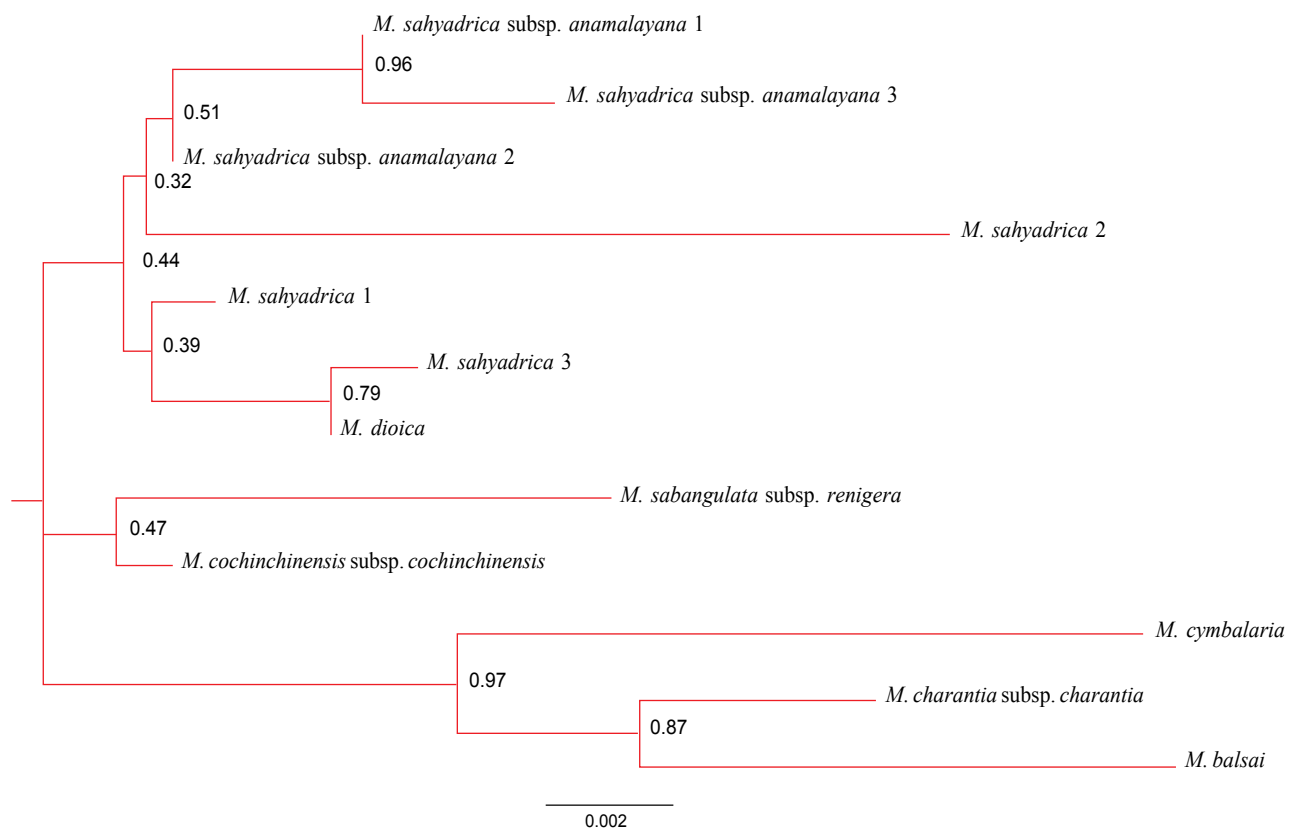 M. sahyadrica subsp. anamalayana 1
0.96
M. sahyadrica subsp. anamalayana 3
0.51
M. sahyadrica subsp. anamalayana 2
0.32
M. sahyadrica 2
0.44
M. sahyadrica 1
0.39
M. sahyadrica 3
0.79
M. dioica
M. sabangulata subsp. renigera
0.47
M. cochinchinensis subsp. cochinchinensis
M. cymbalaria
0.97
M. charantia subsp. charantia
0.87
M. balsai
0.002